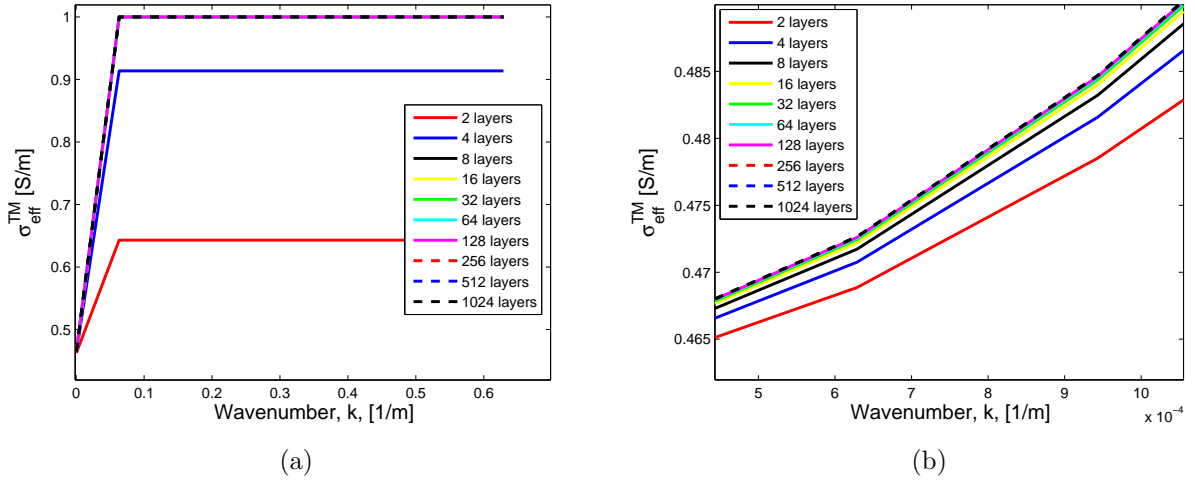 1
0.9
0.8
0.7
0.6
0.5
σ_eff^TM [S/m]
0 0.1 0.2 0.3 0.4 0.5 0.6
Wavenumber, k, [1/m]
2 layers
4 layers
8 layers
16 layers
32 layers
64 layers
128 layers
256 layers
512 layers
1024 layers
(a)
0.485
0.48
0.475
0.47
0.465
σ_eff^TM [S/m]
5 6 7 8 9 10
x 10^-4
Wavenumber, k, [1/m]
2 layers
4 layers
8 layers
16 layers
32 layers
64 layers
128 layers
256 layers
512 layers
1024 layers
(b)